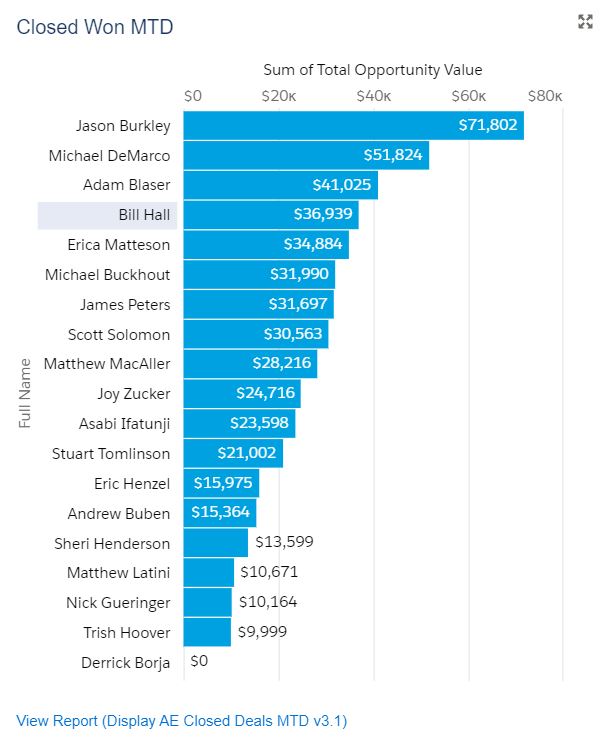 Closed Won MTD
Sum of Total Opportunity Value
$0 $20K $40K $60K $80K
Full Name
Jason Burkley $71,802
Michael DeMarco $51,824
Adam Blaser $41,025
Bill Hall $36,939
Erica Matteson $34,884
Michael Buckhout $31,990
James Peters $31,697
Scott Solomon $30,563
Matthew MacAller $28,216
Joy Zucker $24,716
Asabi Ifatunji $23,598
Stuart Tomlinson $21,002
Eric Henzel $15,975
Andrew Buben $15,364
Sheri Henderson $13,599
Matthew Latini $10,671
Nick Gueringer $10,164
Trish Hoover $9,999
Derrick Borja $0
View Report (Display AE Closed Deals MTD v3.1)